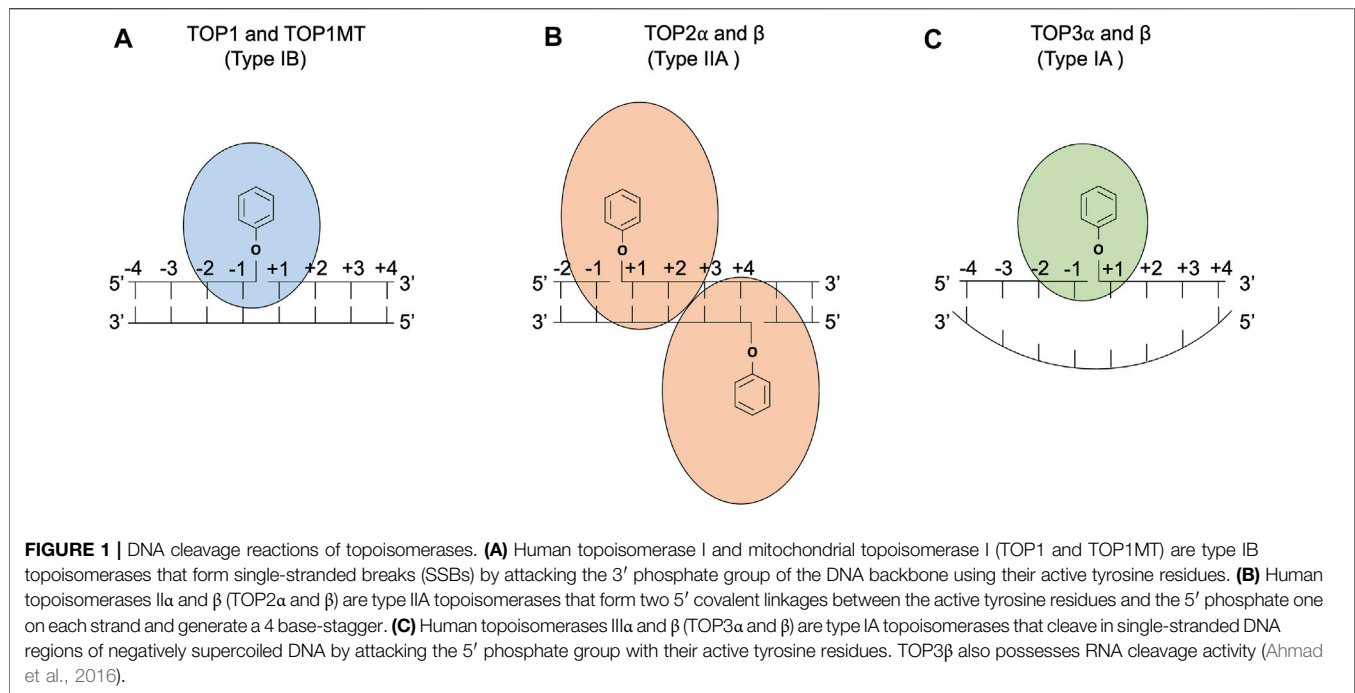 A
TOP1 and TOP1MT
(Type IB)
O
-4 -3 -2 -1 +1 +2 +3 +4
5’ 3’
3’ 5’
B
TOP2α and β
(Type IIA )
O
-2 -1 +1 +2 +3 +4
5’ 3’
3’ 5’
O
C
TOP3α and β
(Type IA)
O
-4 -3 -2 -1 +1 +2 +3 +4
5’ 3’
3’ 5’
FIGURE 1 | DNA cleavage reactions of topoisomerases. (A) Human topoisomerase I and mitochondrial topoisomerase I (TOP1 and TOP1MT) are type IB
topoisomerases that form single-stranded breaks (SSBs) by attacking the 3′ phosphate group of the DNA backbone using their active tyrosine residues. (B) Human
topoisomerases IIα and β (TOP2α and β) are type IIA topoisomerases that form two 5′ covalent linkages between the active tyrosine residues and the 5′ phosphate one
on each strand and generate a 4 base-stagger. (C) Human topoisomerases IIIα and β (TOP3α and β) are type IA topoisomerases that cleave in single-stranded DNA
regions of negatively supercoiled DNA by attacking the 5′ phosphate group with their active tyrosine residues. TOP3β also possesses RNA cleavage activity (Ahmad
et al., 2016).